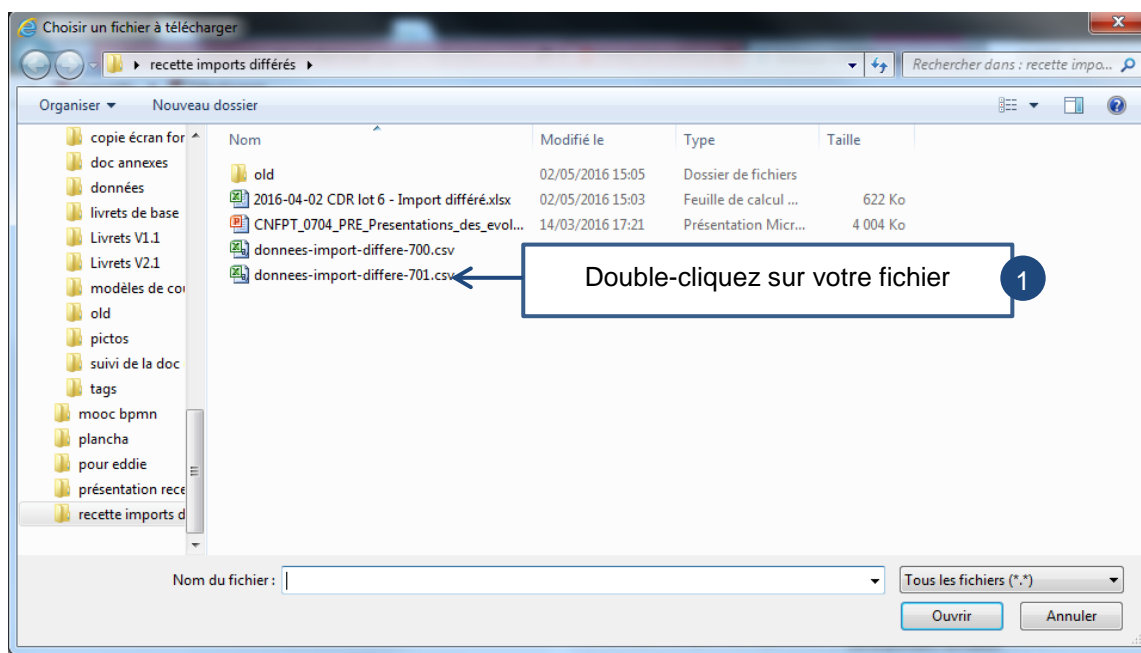 Choisir un fichier à télécharger
recette imports différés
Rechercher dans : recette impo...
Organiser
Nouveau dossier
copie écran for
doc annexes
données
livrets de base
Livrets V1.1
Livrets V2.1
modèles de cou
old
pictos
suivi de la doc
tags
mooc bpmn
plancha
pour eddie
présentation rece
recette imports d
Nom Modifié le Type Taille
old 02/05/2016 15:05 Dossier de fichiers
2016-04-02 CDR lot 6 - Import différé.xlsx 02/05/2016 15:03 Feuille de calcul ... 622 Ko
CNFPT_0704_PRE_Presentations_des_evol... 14/03/2016 17:21 Présentation Micr... 4 004 Ko
donnees-import-differe-700.csv
donnees-import-differe-701.csv
Double-cliquez sur votre fichier 1
Nom du fichier :
Tous les fichiers (*.*)
Ouvrir Annuler